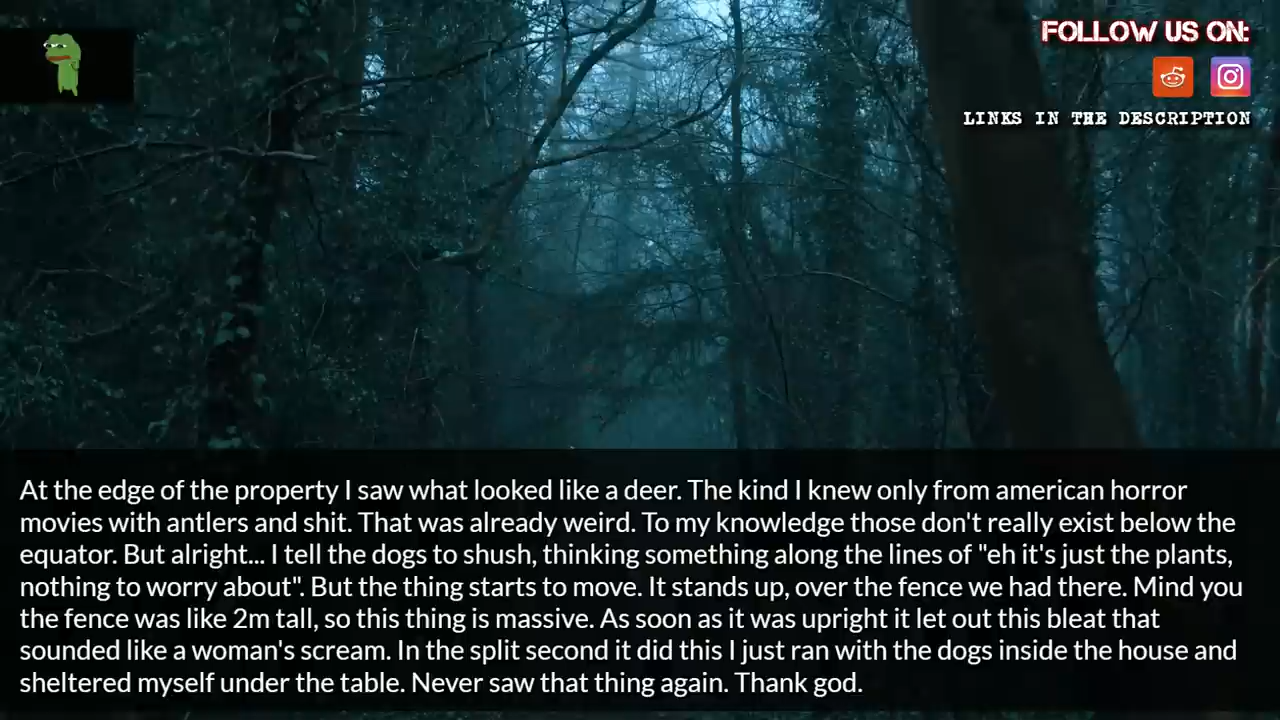 FOLLOW US ON:
LINKS IN THE DESCRIPTION
At the edge of the property I saw what looked like a deer. The kind I knew only from american horror
movies with antlers and shit. That was already weird. To my knowledge those don't really exist below the
equator. But alright... I tell the dogs to shush, thinking something along the lines of "eh it's just the plants,
nothing to worry about". But the thing starts to move. It stands up, over the fence we had there. Mind you
the fence was like 2m tall, so this thing is massive. As soon as it was upright it let out this bleat that
sounded like a woman's scream. In the split second it did this I just ran with the dogs inside the house and
sheltered myself under the table. Never saw that thing again. Thank god.